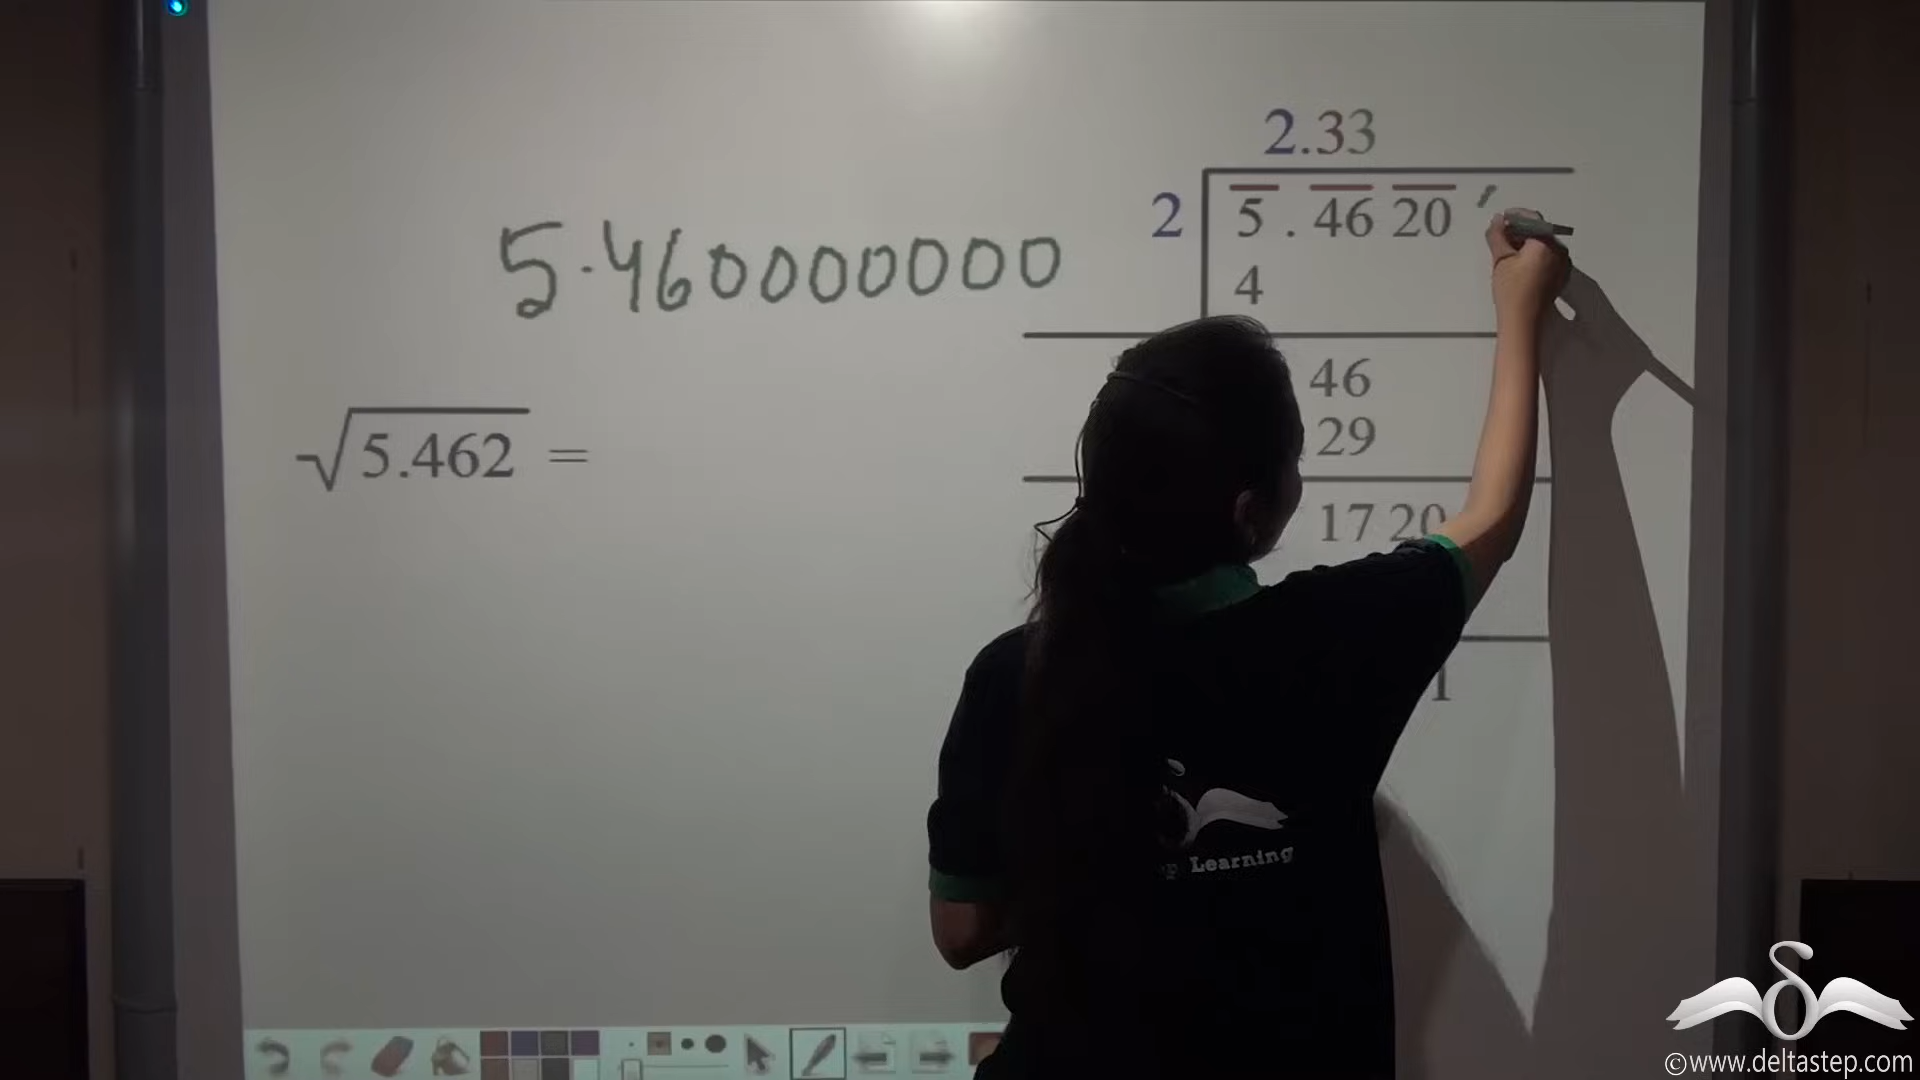 2.33
2 5 . 46 20
5.460000000
4
46
√5.462 =
29
17 20
1
Learning
©www.deltastep.com